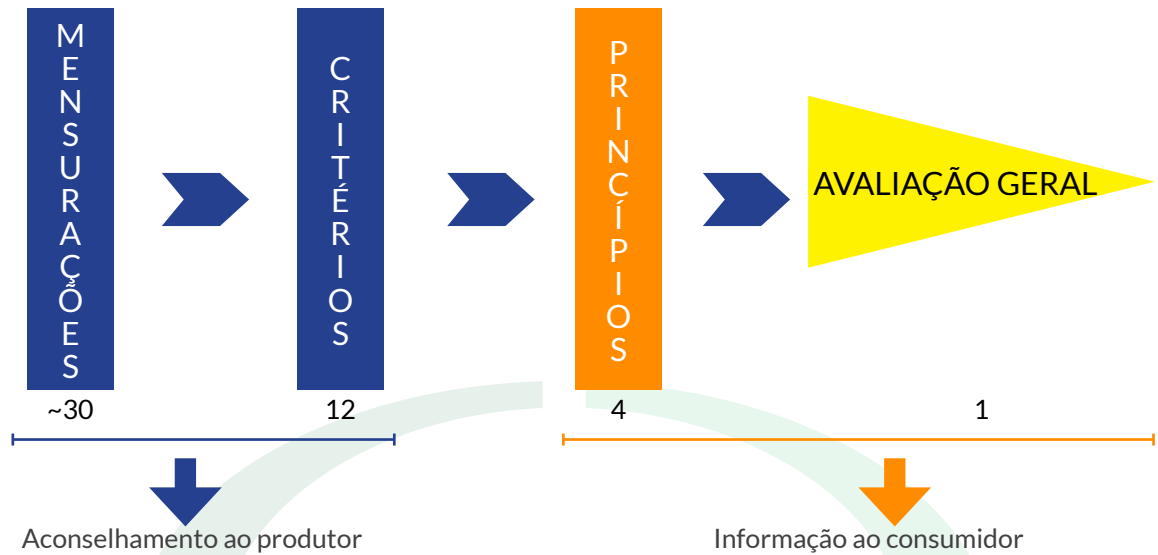 MENSURAÇÕES
CRITÉRIOS
PRINCÍPIOS
AVALIAÇÃO GERAL
~30
12
4
1
Aconselhamento ao produtor
Informação ao consumidor